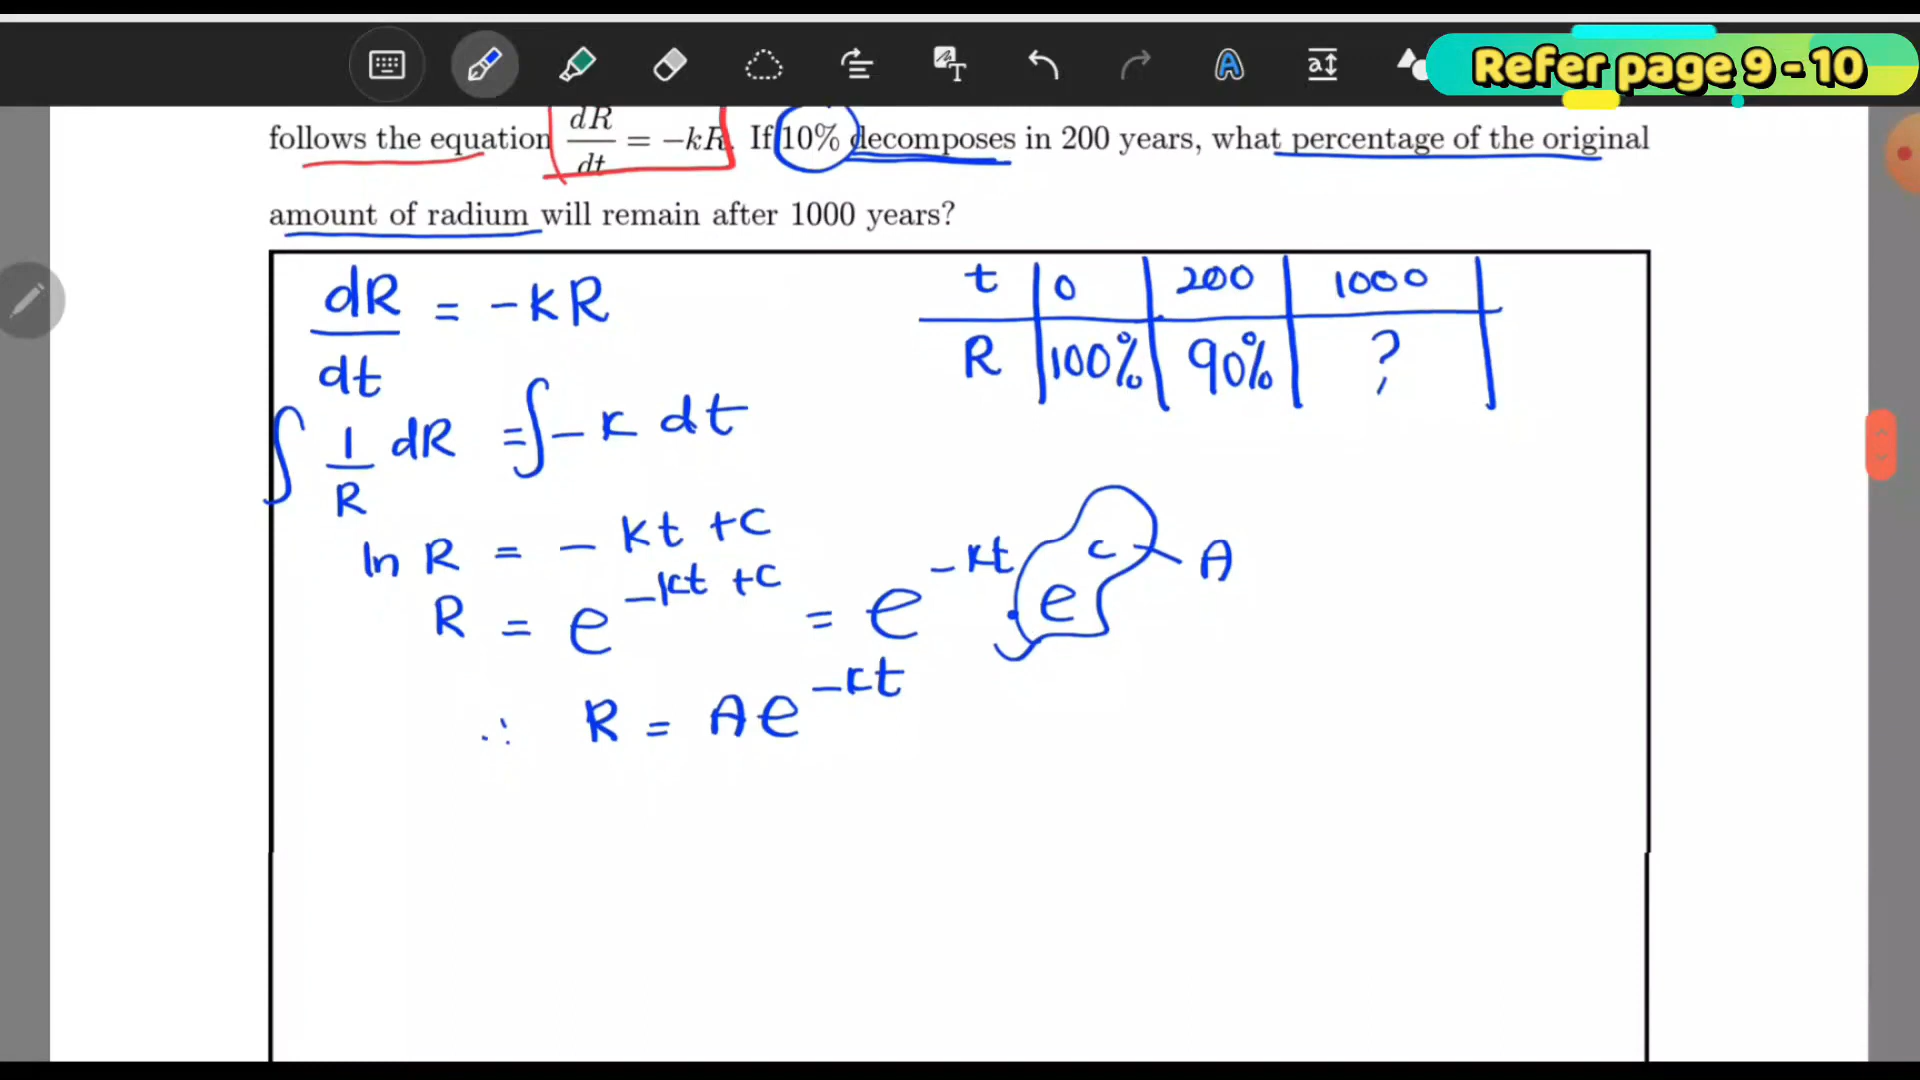 Refer page 9 - 10
follows the equation dR/dt = −kR. If 10% decomposes in 200 years, what percentage of the original
amount of radium will remain after 1000 years?
dR/dt = -kR
t | 0 | 200 | 1000
R | 100% | 90% | ?
∫ 1/R dR = ∫ -k dt
ln R = - kt + c
R = e^(-kt + c) = e^(-kt) . e^c A
∴ R = Ae^(-kt)